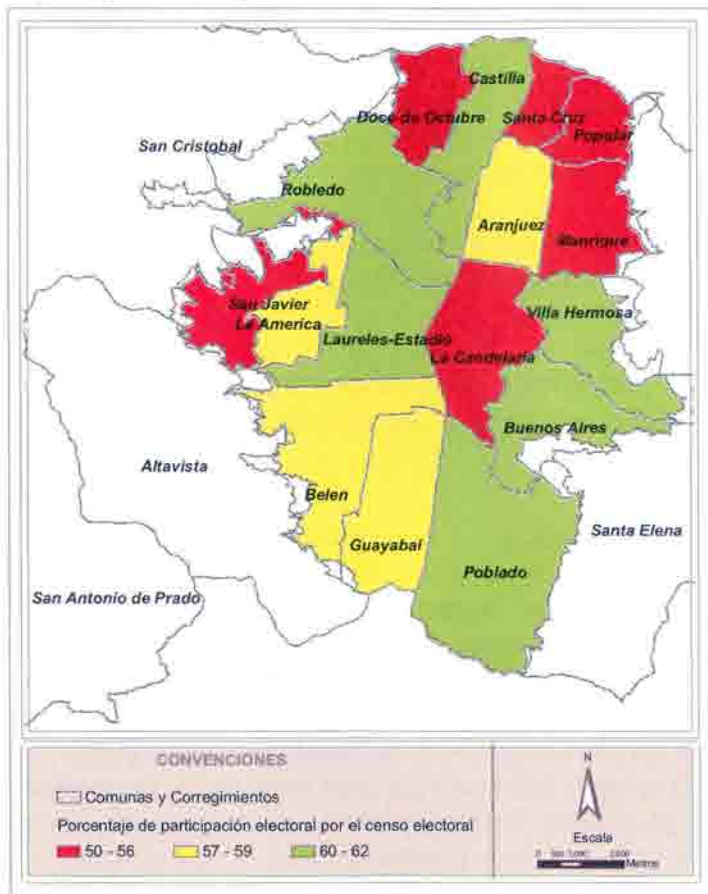 Castilia
Doce de Octubre
Santa Cruz
Popular
San Cristobal
Robledo
Aranjuez
Manrique
San Javier
La America
Villa Hermosa
Laureles-Estadio
La Candelaria
Buenos Aires
Altavista
Belen
Santa Elena
Guayabal
Poblado
San Antonio de Prado
CONVENCIONES
Comunas y Corregimientos
Porcentaje de participación electoral por el censo electoral
50 - 56
57 - 59
60 - 62
N
Escala
0
Metros